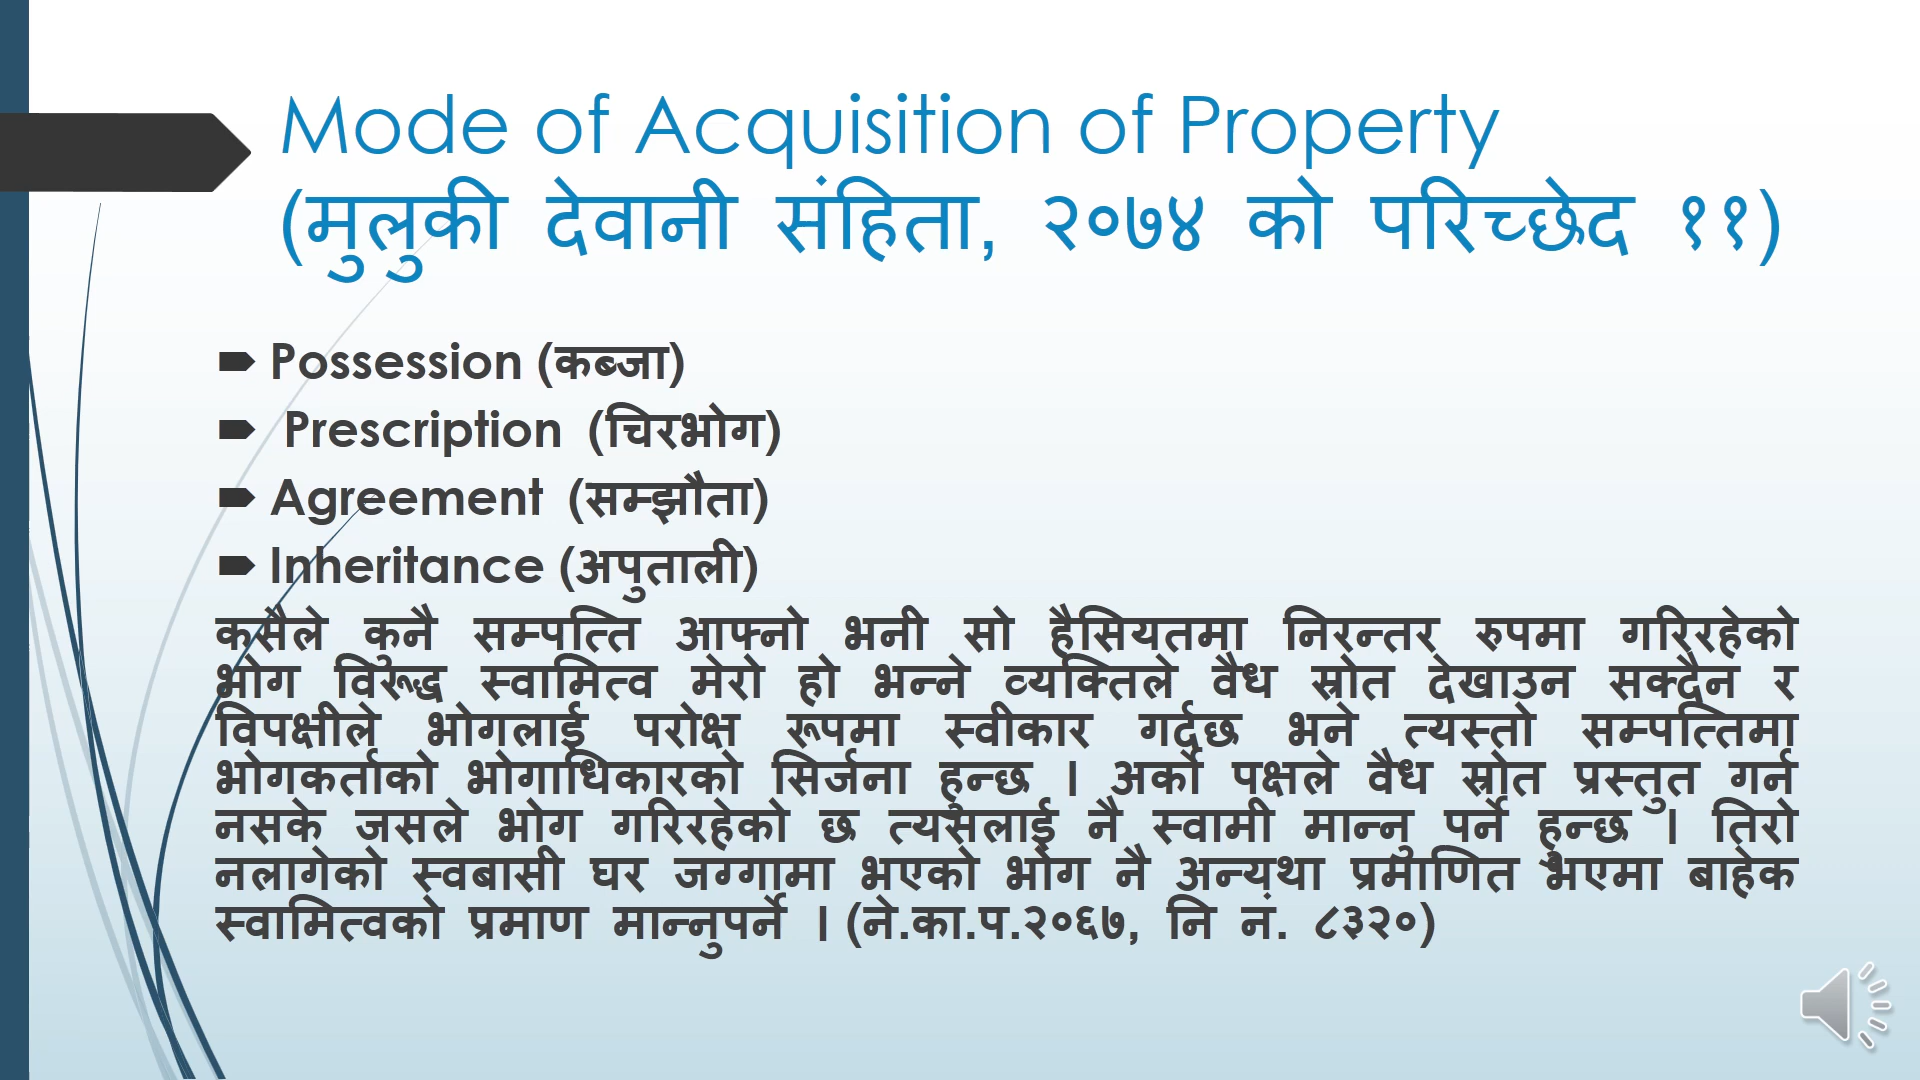 Mode of Acquisition of Property
(मुलुकी देवानी संहिता, २०७४ को परिच्छेद ११)
Possession (कब्जा)
Prescription (चिरभोग)
Agreement (सम्झौता)
Inheritance (अपुताली)
कसैले कुनै सम्पत्ति आफ्नो भनी सो हैसियतमा निरन्तर रुपमा गरिरहेको
भोग विरूद्ध स्वामित्व मेरो हो भन्ने व्यक्तिले वैध स्रोत देखाउन सक्दैन र
विपक्षीले भोगलाई परोक्ष रूपमा स्वीकार गर्दछ भने त्यस्तो सम्पत्तिमा
भोगकर्ताको भोगाधिकारको सिर्जना हुन्छ । अर्को पक्षले वैध स्रोत प्रस्तुत गर्न
नसके जसले भोग गरिरहेको छ त्यसलाई नै स्वामी मान्नु पर्ने हुन्छ । तिरो
नलागेको स्वबासी घर जग्गामा भएको भोग नै अन्यथा प्रमाणित भएमा बाहेक
स्वामित्वको प्रमाण मान्नुपर्ने । (ने.का.प.२०६७, नि नं. ८३२०)